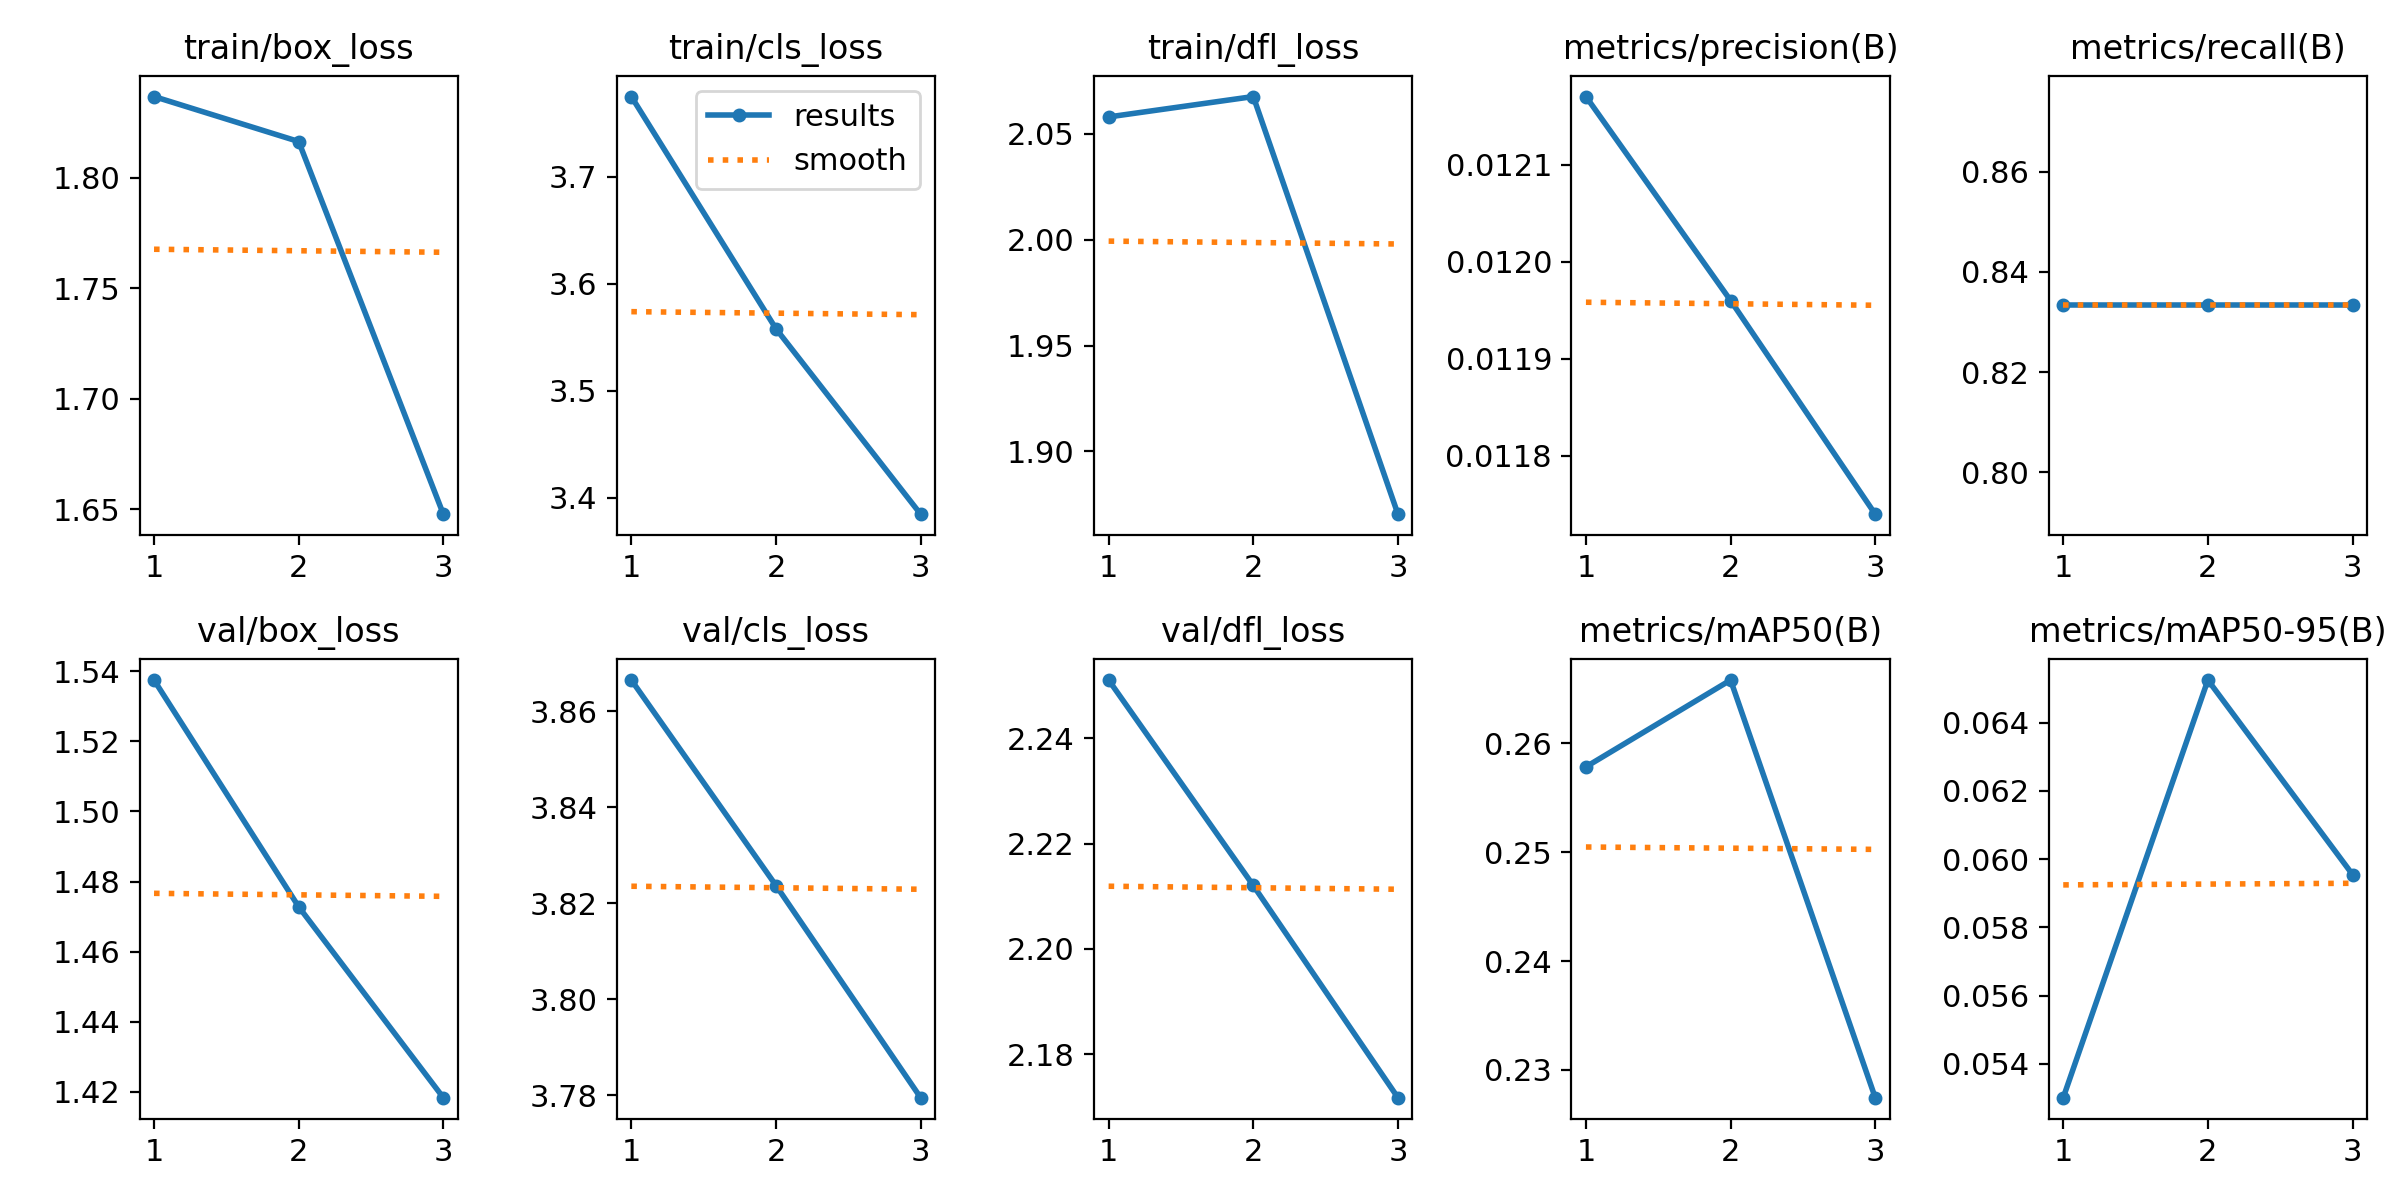 train/box_loss
1.80
1.75
1.70
1.65
1 2 3
train/cls_loss
results
smooth
3.7
3.6
3.5
3.4
1 2 3
train/dfl_loss
2.05
2.00
1.95
1.90
1 2 3
metrics/precision(B)
0.0121
0.0120
0.0119
0.0118
1 2 3
metrics/recall(B)
0.86
0.84
0.82
0.80
1 2 3
val/box_loss
1.54
1.52
1.50
1.48
1.46
1.44
1.42
1 2 3
val/cls_loss
3.86
3.84
3.82
3.80
3.78
1 2 3
val/dfl_loss
2.24
2.22
2.20
2.18
1 2 3
metrics/mAP50(B)
0.26
0.25
0.24
0.23
1 2 3
metrics/mAP50-95(B)
0.064
0.062
0.060
0.058
0.056
0.054
1 2 3